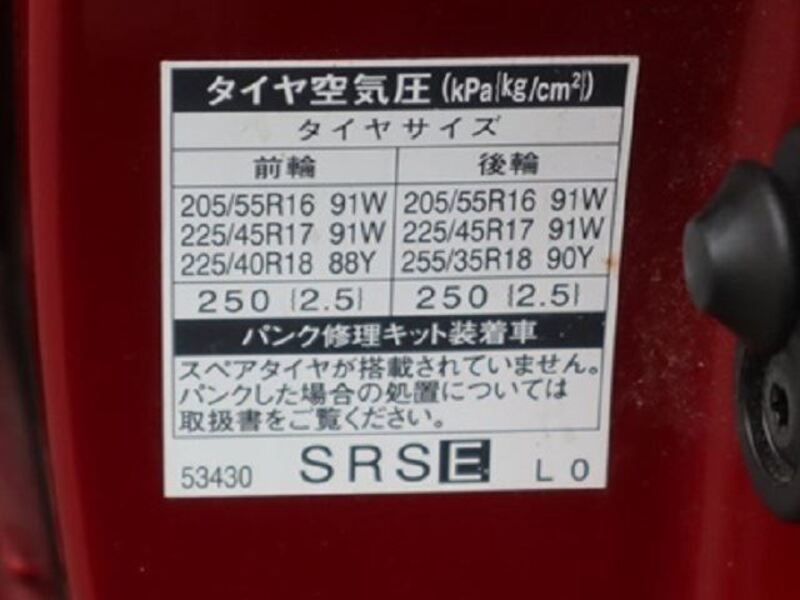 タイヤ空気圧(kPa{kg/cm²})
タイヤサイズ
前輪 後輪
205/55R16 91W 205/55R16 91W
225/45R17 91W 225/45R17 91W
225/40R18 88Y 255/35R18 90Y
250 {2.5} 250 {2.5}
パンク修理キット装着車
スペアタイヤが搭載されていません。
パンクした場合の処置については
取扱書をご覧ください。
53430 SRSE L0